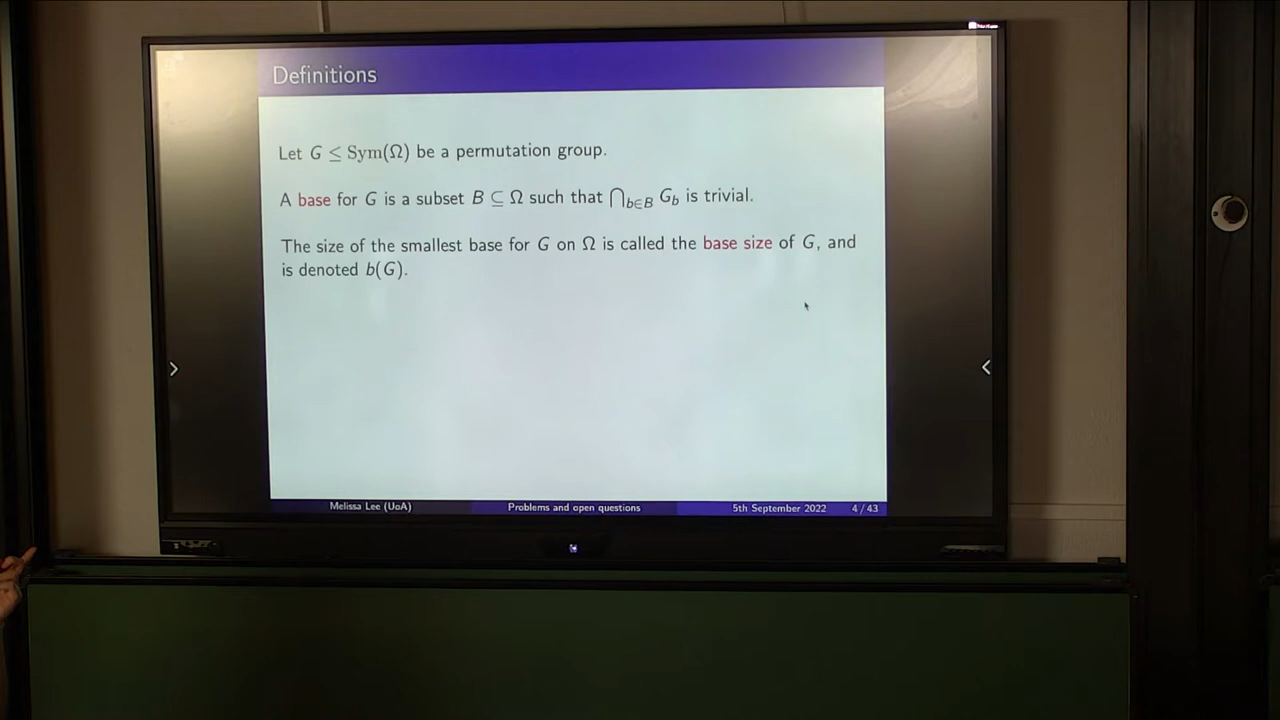 Definitions
Let G ≤ Sym(Ω) be a permutation group.
A base for G is a subset B ⊆ Ω such that ⋂_{b∈B} G_b is trivial.
The size of the smallest base for G on Ω is called the base size of G, and
is denoted b(G).
Melissa Lee (UoA) Problems and open questions 5th September 2022 4 / 43